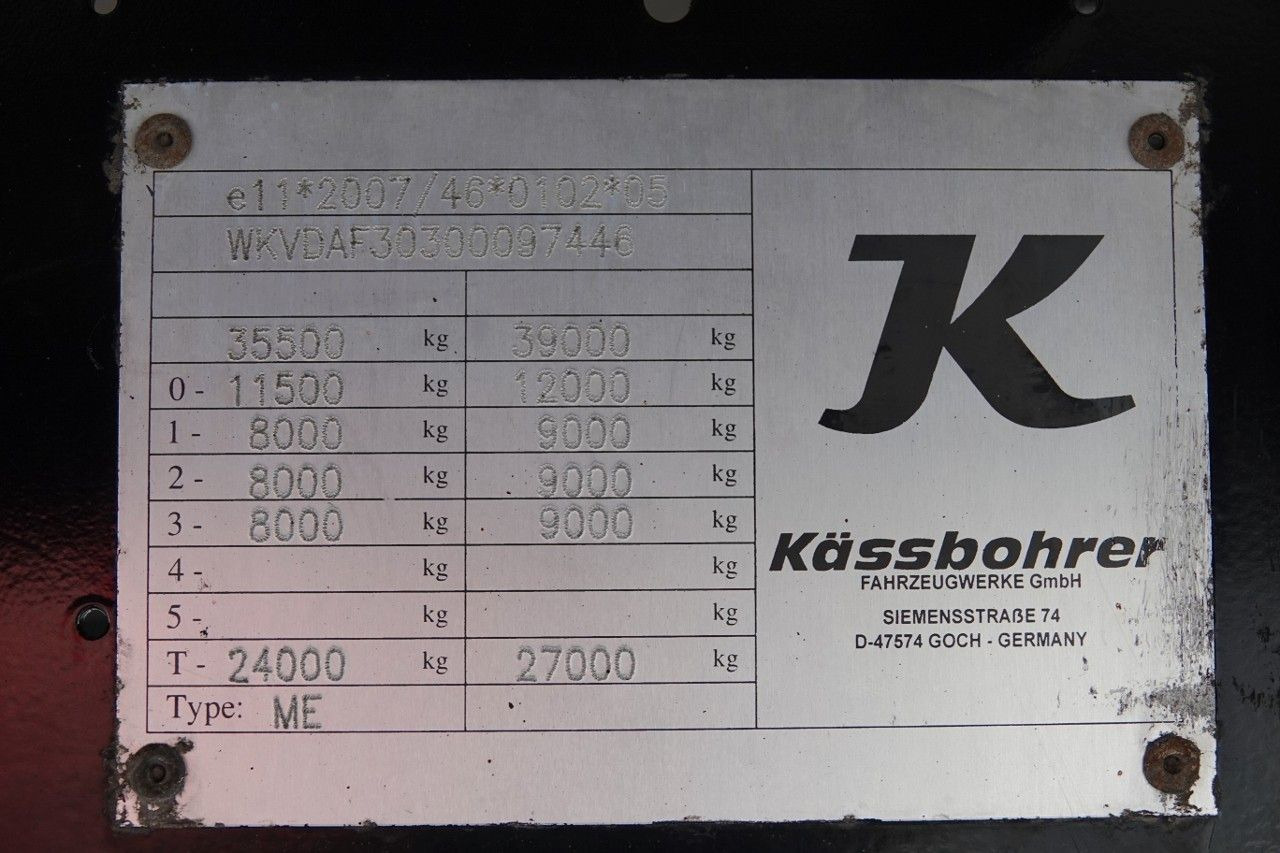 e11*2007/46*0102*05
WKVDAF30300097446
35500 kg 39000 kg
0 - 11500 kg 12000 kg
1 - 8000 kg 9000 kg
2 - 8000 kg 9000 kg
3 - 8000 kg 9000 kg
4 - kg kg
5 - kg kg
T - 24000 kg 27000 kg
Type: ME
K
Kässbohrer
FAHRZEUGWERKE GmbH
SIEMENSSTRAßE 74
D-47574 GOCH - GERMANY